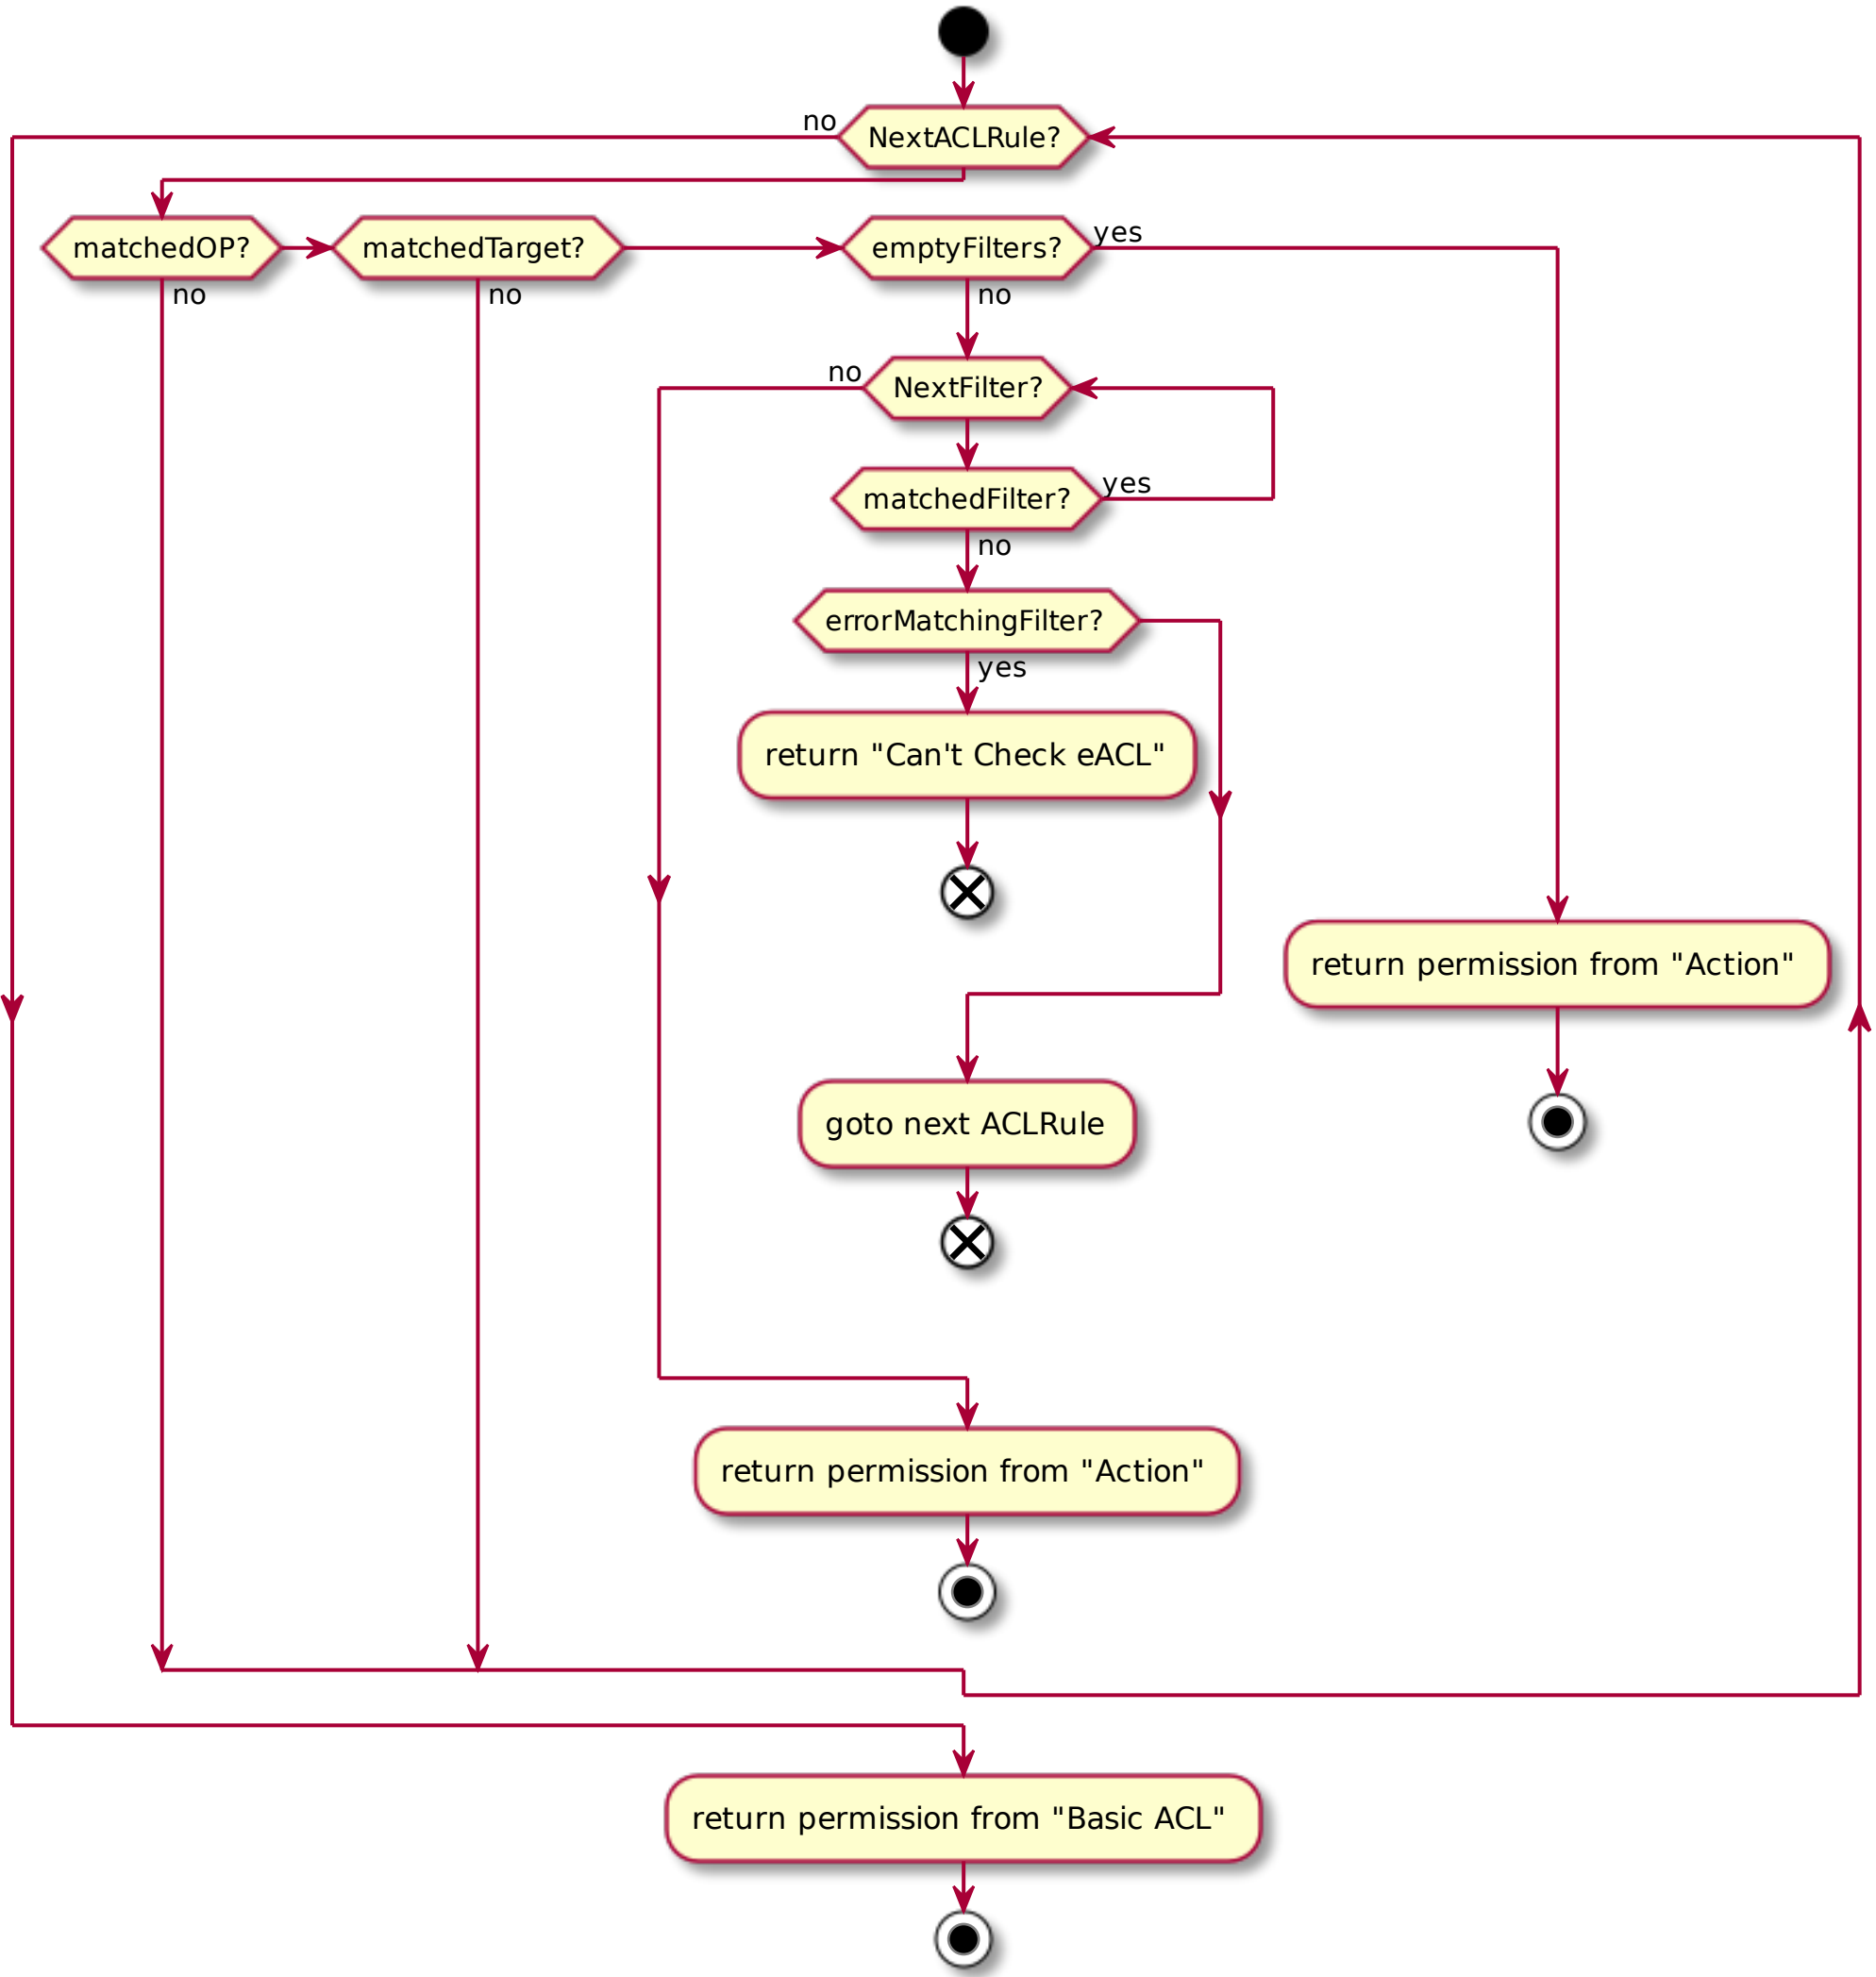 no
NextACLRule?
matchedOP?
matchedTarget?
emptyFilters?
yes
no
no
no
no
NextFilter?
matchedFilter?
yes
no
errorMatchingFilter?
yes
return "Can't Check eACL"
return permission from "Action"
goto next ACLRule
return permission from "Action"
return permission from "Basic ACL"